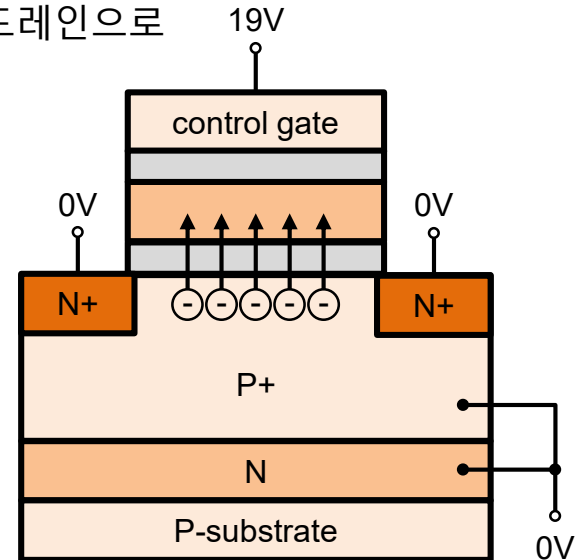 드레인으로
19V
control gate
0V
0V
N+
N+
- - - - -
P+
N
P-substrate
0V